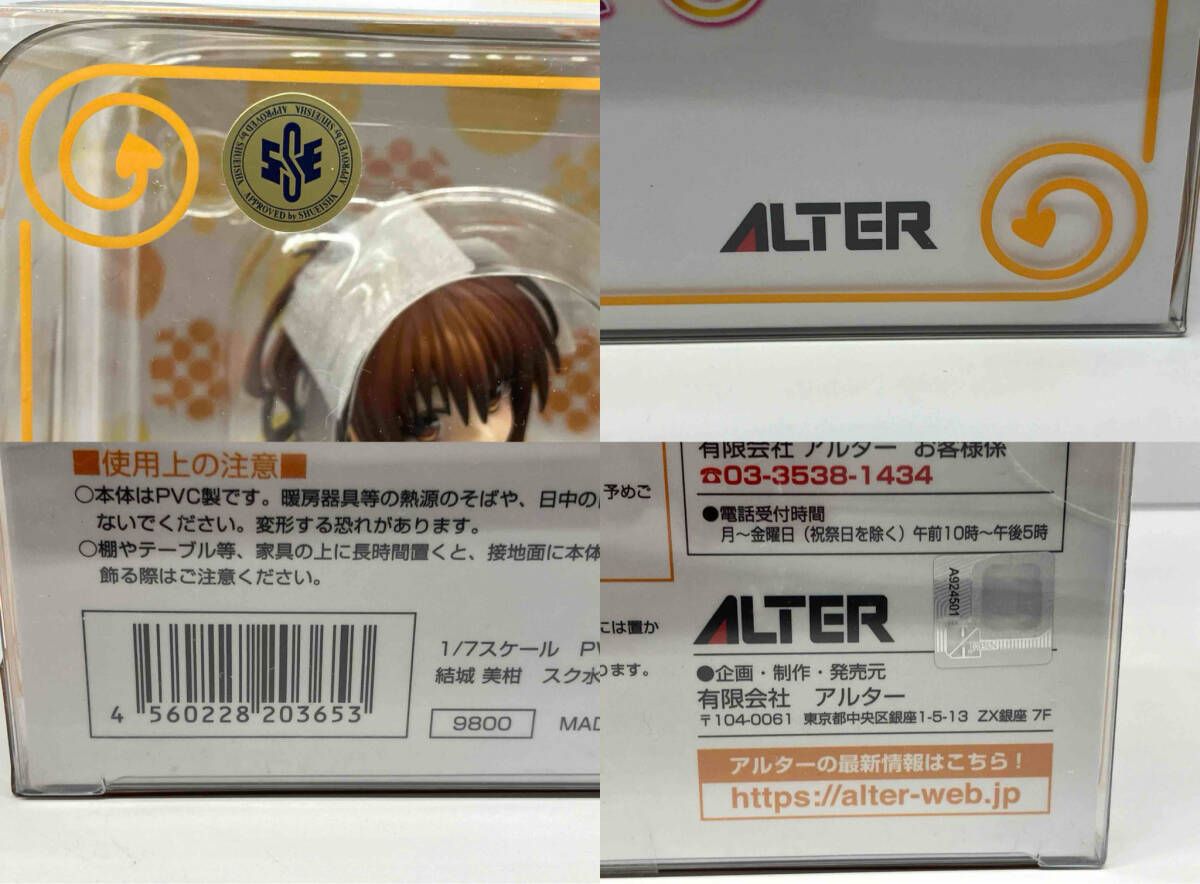 APPROVED by SHUEISHA APPROVED by SHUEISHA APPROVED by SHUEISHA
SSE
ALTER
■使用上の注意■
○本体はPVC製です。暖房器具等の熱源のそばや、日中の
ないでください。変形する恐れがあります。
○棚やテーブル等、家具の上に長時間置くと、接地面に本体
飾る際はご注意ください。
4 560228 203653
1/7スケール PV
結城 美柑 スク水
9800 MAD
予めご
には置か
ります。
有限会社 アルター お客様係
☎03-3538-1434
●電話受付時間
月〜金曜日（祝祭日を除く）午前10時〜午後5時
A924501
ALTER
●企画・制作・発売元
有限会社 アルター
〒104-0061 東京都中央区銀座1-5-13 ZX銀座 7F
アルターの最新情報はこちら！
https://alter-web.jp